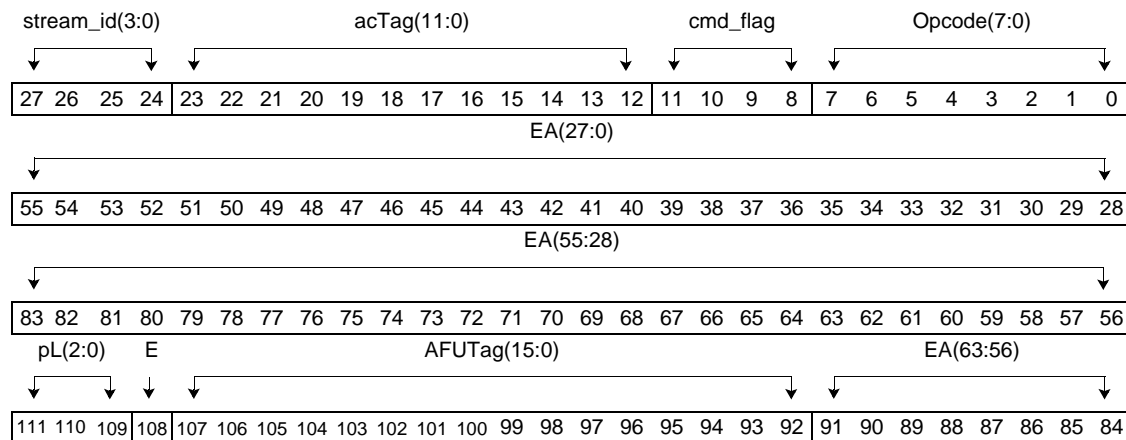 stream_id(3:0) acTag(11:0) cmd_flag Opcode(7:0)
27 26 25 24 23 22 21 20 19 18 17 16 15 14 13 12 11 10 9 8 7 6 5 4 3 2 1 0
EA(27:0)
55 54 53 52 51 50 49 48 47 46 45 44 43 42 41 40 39 38 37 36 35 34 33 32 31 30 29 28
EA(55:28)
83 82 81 80 79 78 77 76 75 74 73 72 71 70 69 68 67 66 65 64 63 62 61 60 59 58 57 56
pL(2:0) E AFUTag(15:0) EA(63:56)
111 110 109 108 107 106 105 104 103 102 101 100 99 98 97 96 95 94 93 92 91 90 89 88 87 86 85 84